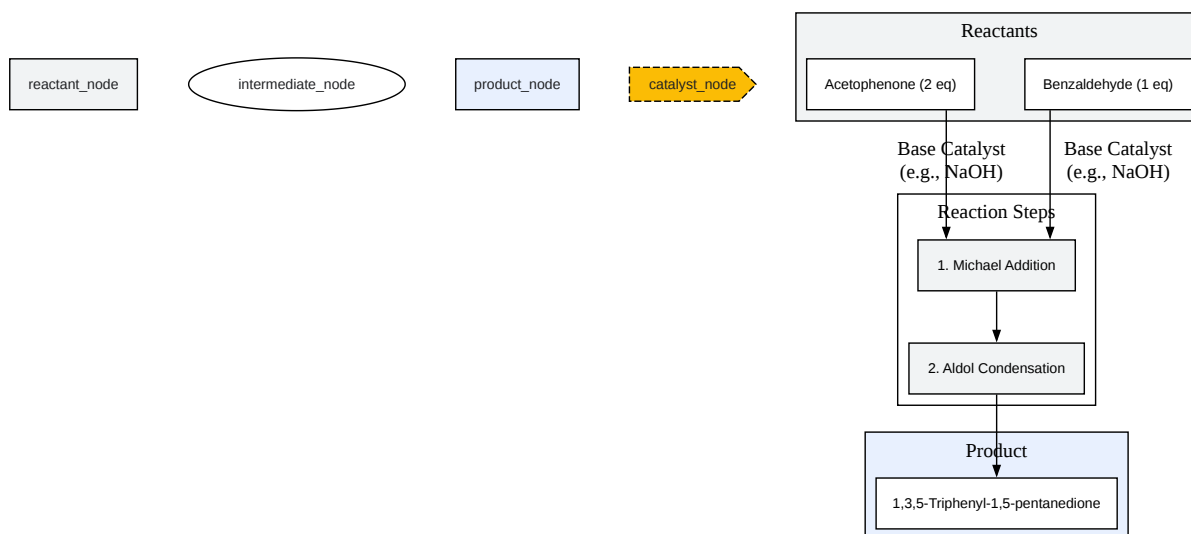 reactant_node
intermediate_node
product_node
catalyst_node
Reactants
Acetophenone (2 eq)
Benzaldehyde (1 eq)
Base Catalyst
(e.g., NaOH)
Base Catalyst
(e.g., NaOH)
Reaction Steps
1. Michael Addition
2. Aldol Condensation
Product
1,3,5-Triphenyl-1,5-pentanedione